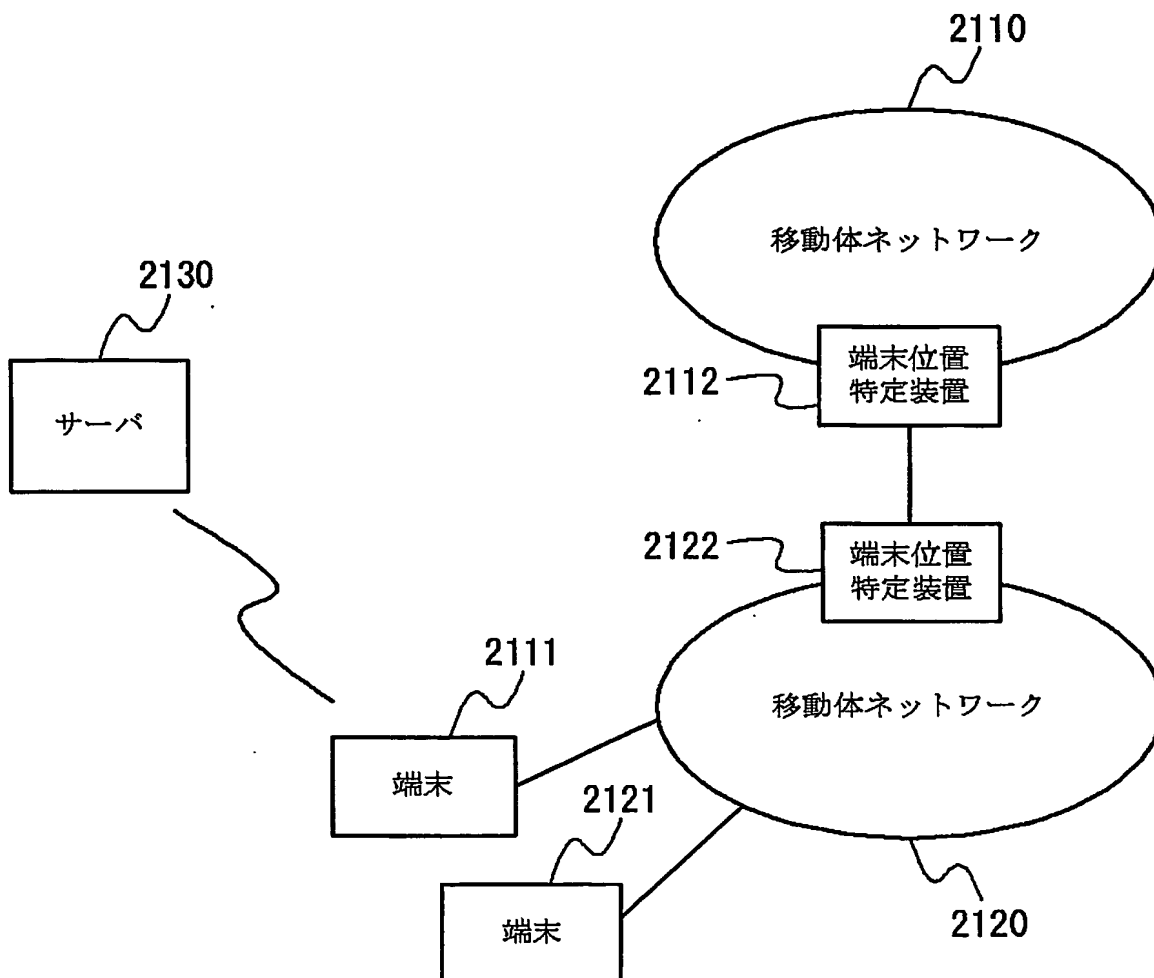 2110
移動体ネットワーク
2130
サーバ
2112
端末位置
特定装置
2122
端末位置
特定装置
2111
端末
移動体ネットワーク
2121
端末
2120